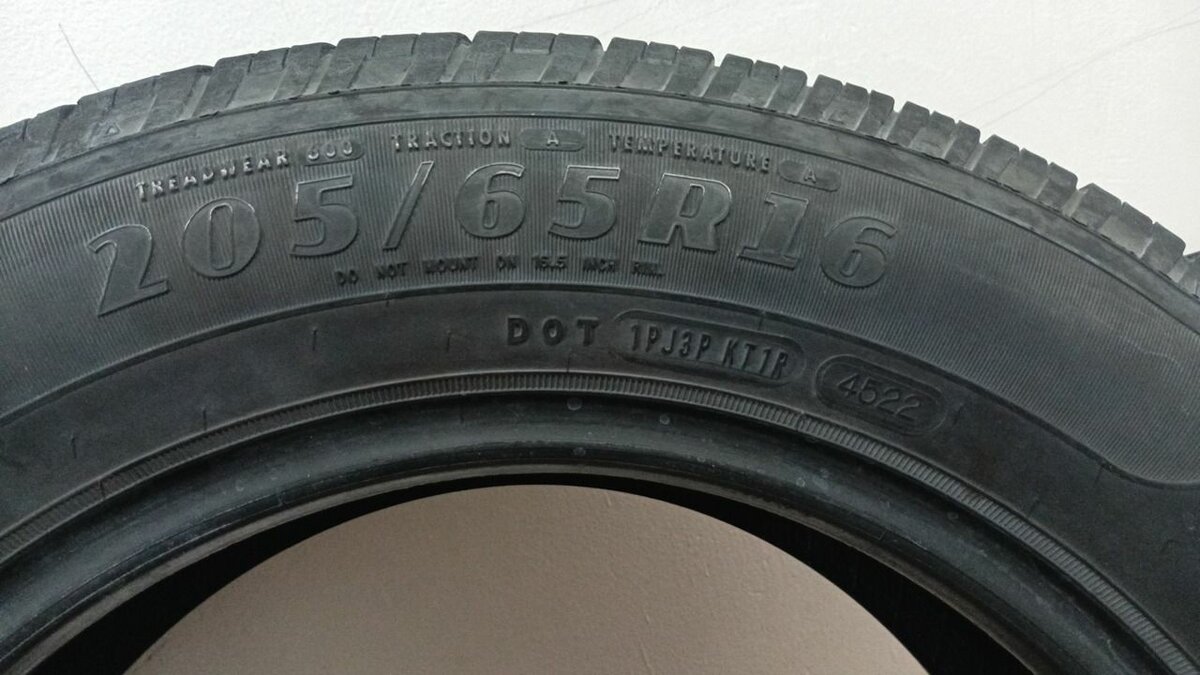 TREADWEAR 600 TRACTION A TEMPERATURE A
205/65R16
DO NOT MOUNT ON 16.5 INCH RIM.
DOT 1PJ3P KT1R 4522